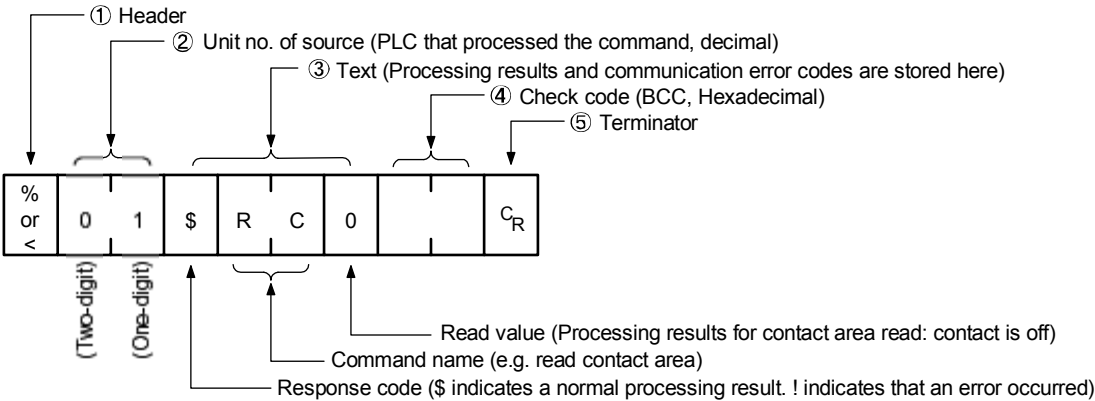 ① Header
② Unit no. of source (PLC that processed the command, decimal)
③ Text (Processing results and communication error codes are stored here)
④ Check code (BCC, Hexadecimal)
⑤ Terminator
%
or
<
0 1 $ R C 0 CR
(Two-digit)
(One-digit)
Read value (Processing results for contact area read: contact is off)
Command name (e.g. read contact area)
Response code ($ indicates a normal processing result. ! indicates that an error occurred)